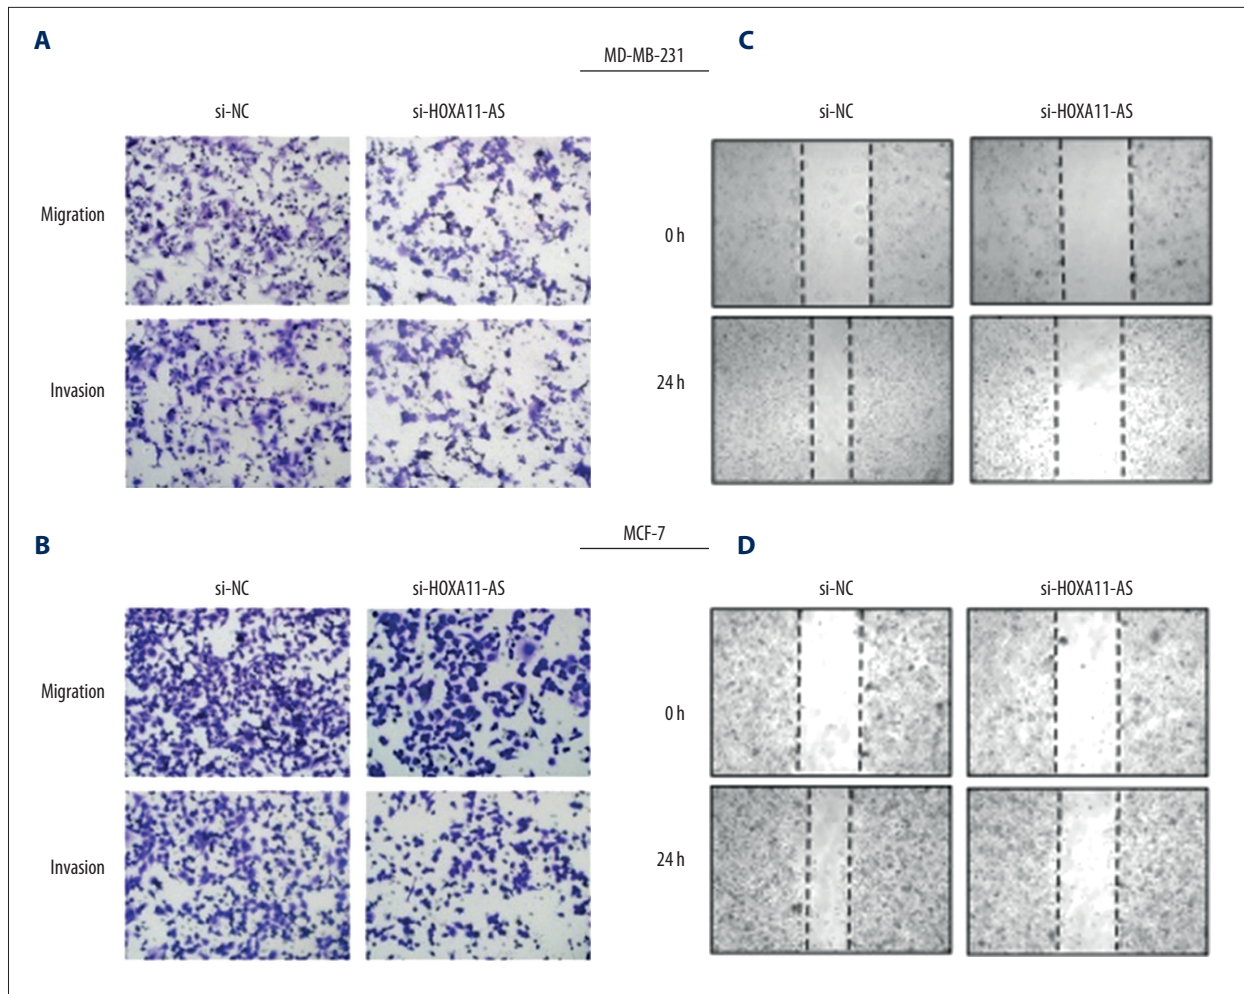 A
MD-MB-231
C
si-NC
si-HOXA11-AS
si-NC
si-HOXA11-AS
Migration
0 h
Invasion
24 h
B
MCF-7
D
si-NC
si-HOXA11-AS
si-NC
si-HOXA11-AS
Migration
0 h
Invasion
24 h